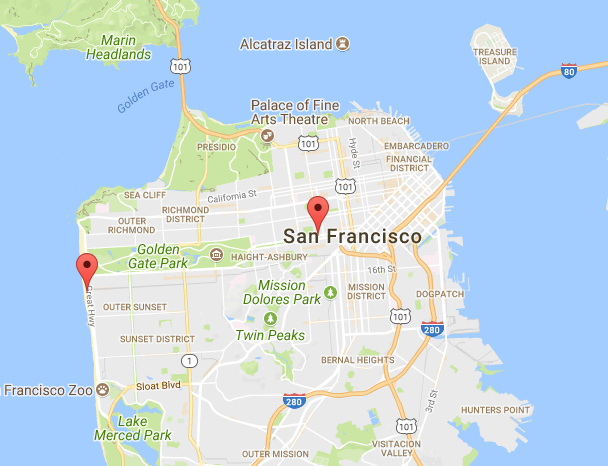 Alcatraz Island
Marin
Headlands
TREASURE
ISLAND
101
80
Golden Gate
Palace of Fine
Arts Theatre
101
NORTH BEACH
PRESIDIO
Hyde St
EMBARCADERO
FINANCIAL
DISTRICT
SEA CLIFF
California St
101
RICHMOND
DISTRICT
OUTER
RICHMOND
San Francisco
Golden
Gate Park
HAIGHT-ASHBURY
16th St
Mission
Dolores Park
MISSION
DISTRICT
DOGPATCH
Great Hwy
OUTER SUNSET
101
280
Twin Peaks
SUNSET DISTRICT
1
BERNAL HEIGHTS
Francisco Zoo
Sloat Blvd
280
3rd St
HUNTERS POINT
Lake
Merced Park
OUTER MISSION
VISITACION
VALLEY